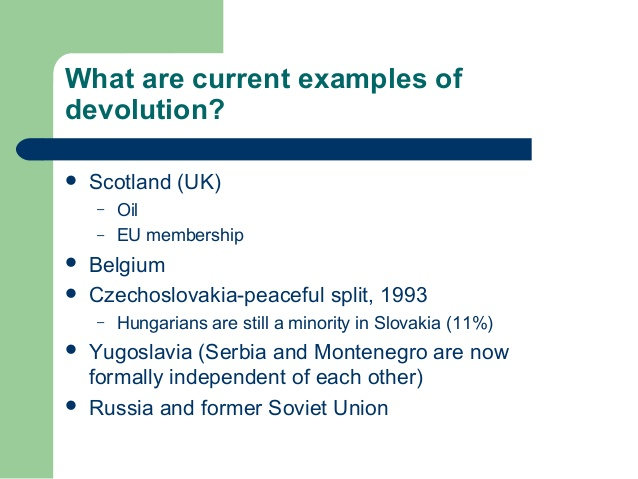 What are current examples of
devolution?
• Scotland (UK)
– Oil
– EU membership
• Belgium
• Czechoslovakia-peaceful split, 1993
– Hungarians are still a minority in Slovakia (11%)
• Yugoslavia (Serbia and Montenegro are now
formally independent of each other)
• Russia and former Soviet Union